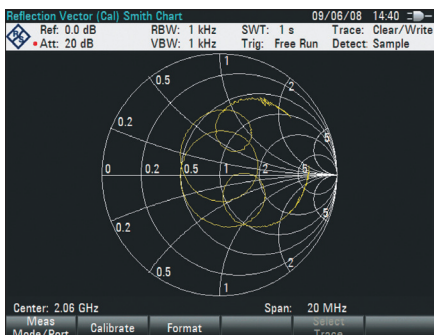 Reflection Vector (Cal) Smith Chart 09/06/08 14:40
Ref: 0.0 dB RBW: 1 kHz SWT: 1 s Trace: Clear/Write
Att: 20 dB VBW: 1 kHz Trig: Free Run Detect: Sample
1
0.5 2
0.2 5
0 0.2 0.5 1 2 5
0.2 5
0.5 2
1
Center: 2.06 GHz Span: 20 MHz
Meas Mode/Port Calibrate Format Select Trace